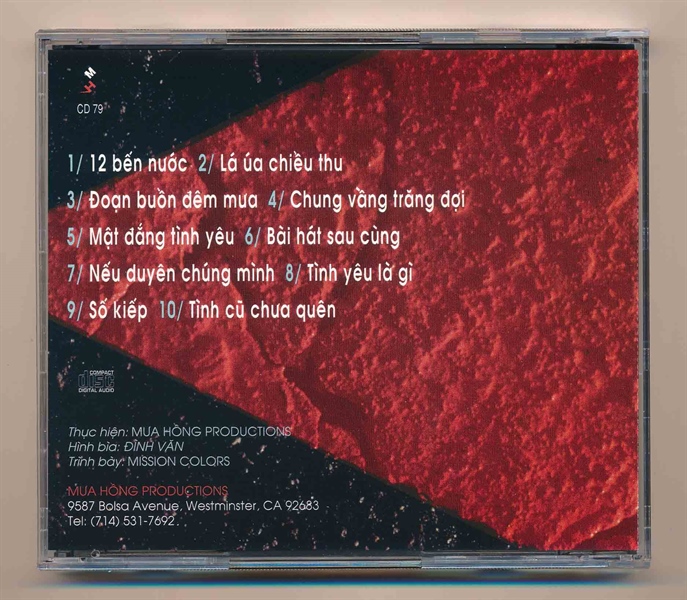 HM
CD 79
1/ 12 bến nước 2/ Lá úa chiều thu
3/ Đoạn buồn đêm mưa 4/ Chung vầng trăng đợi
5/ Mật đắng tình yêu 6/ Bài hát sau cùng
7/ Nếu duyên chúng mình 8/ Tình yêu là gì
9/ Số kiếp 10/ Tình cũ chưa quên
COMPACT
disc
DIGITAL AUDIO
Thực hiện: MUA HỒNG PRODUCTIONS
Hình bìa: ĐÌNH VĂN
Trình bày: MISSION COLORS
MUA HỒNG PRODUCTIONS
9587 Bolsa Avenue, Westminster, CA 92683
Tel: (714) 531-7692